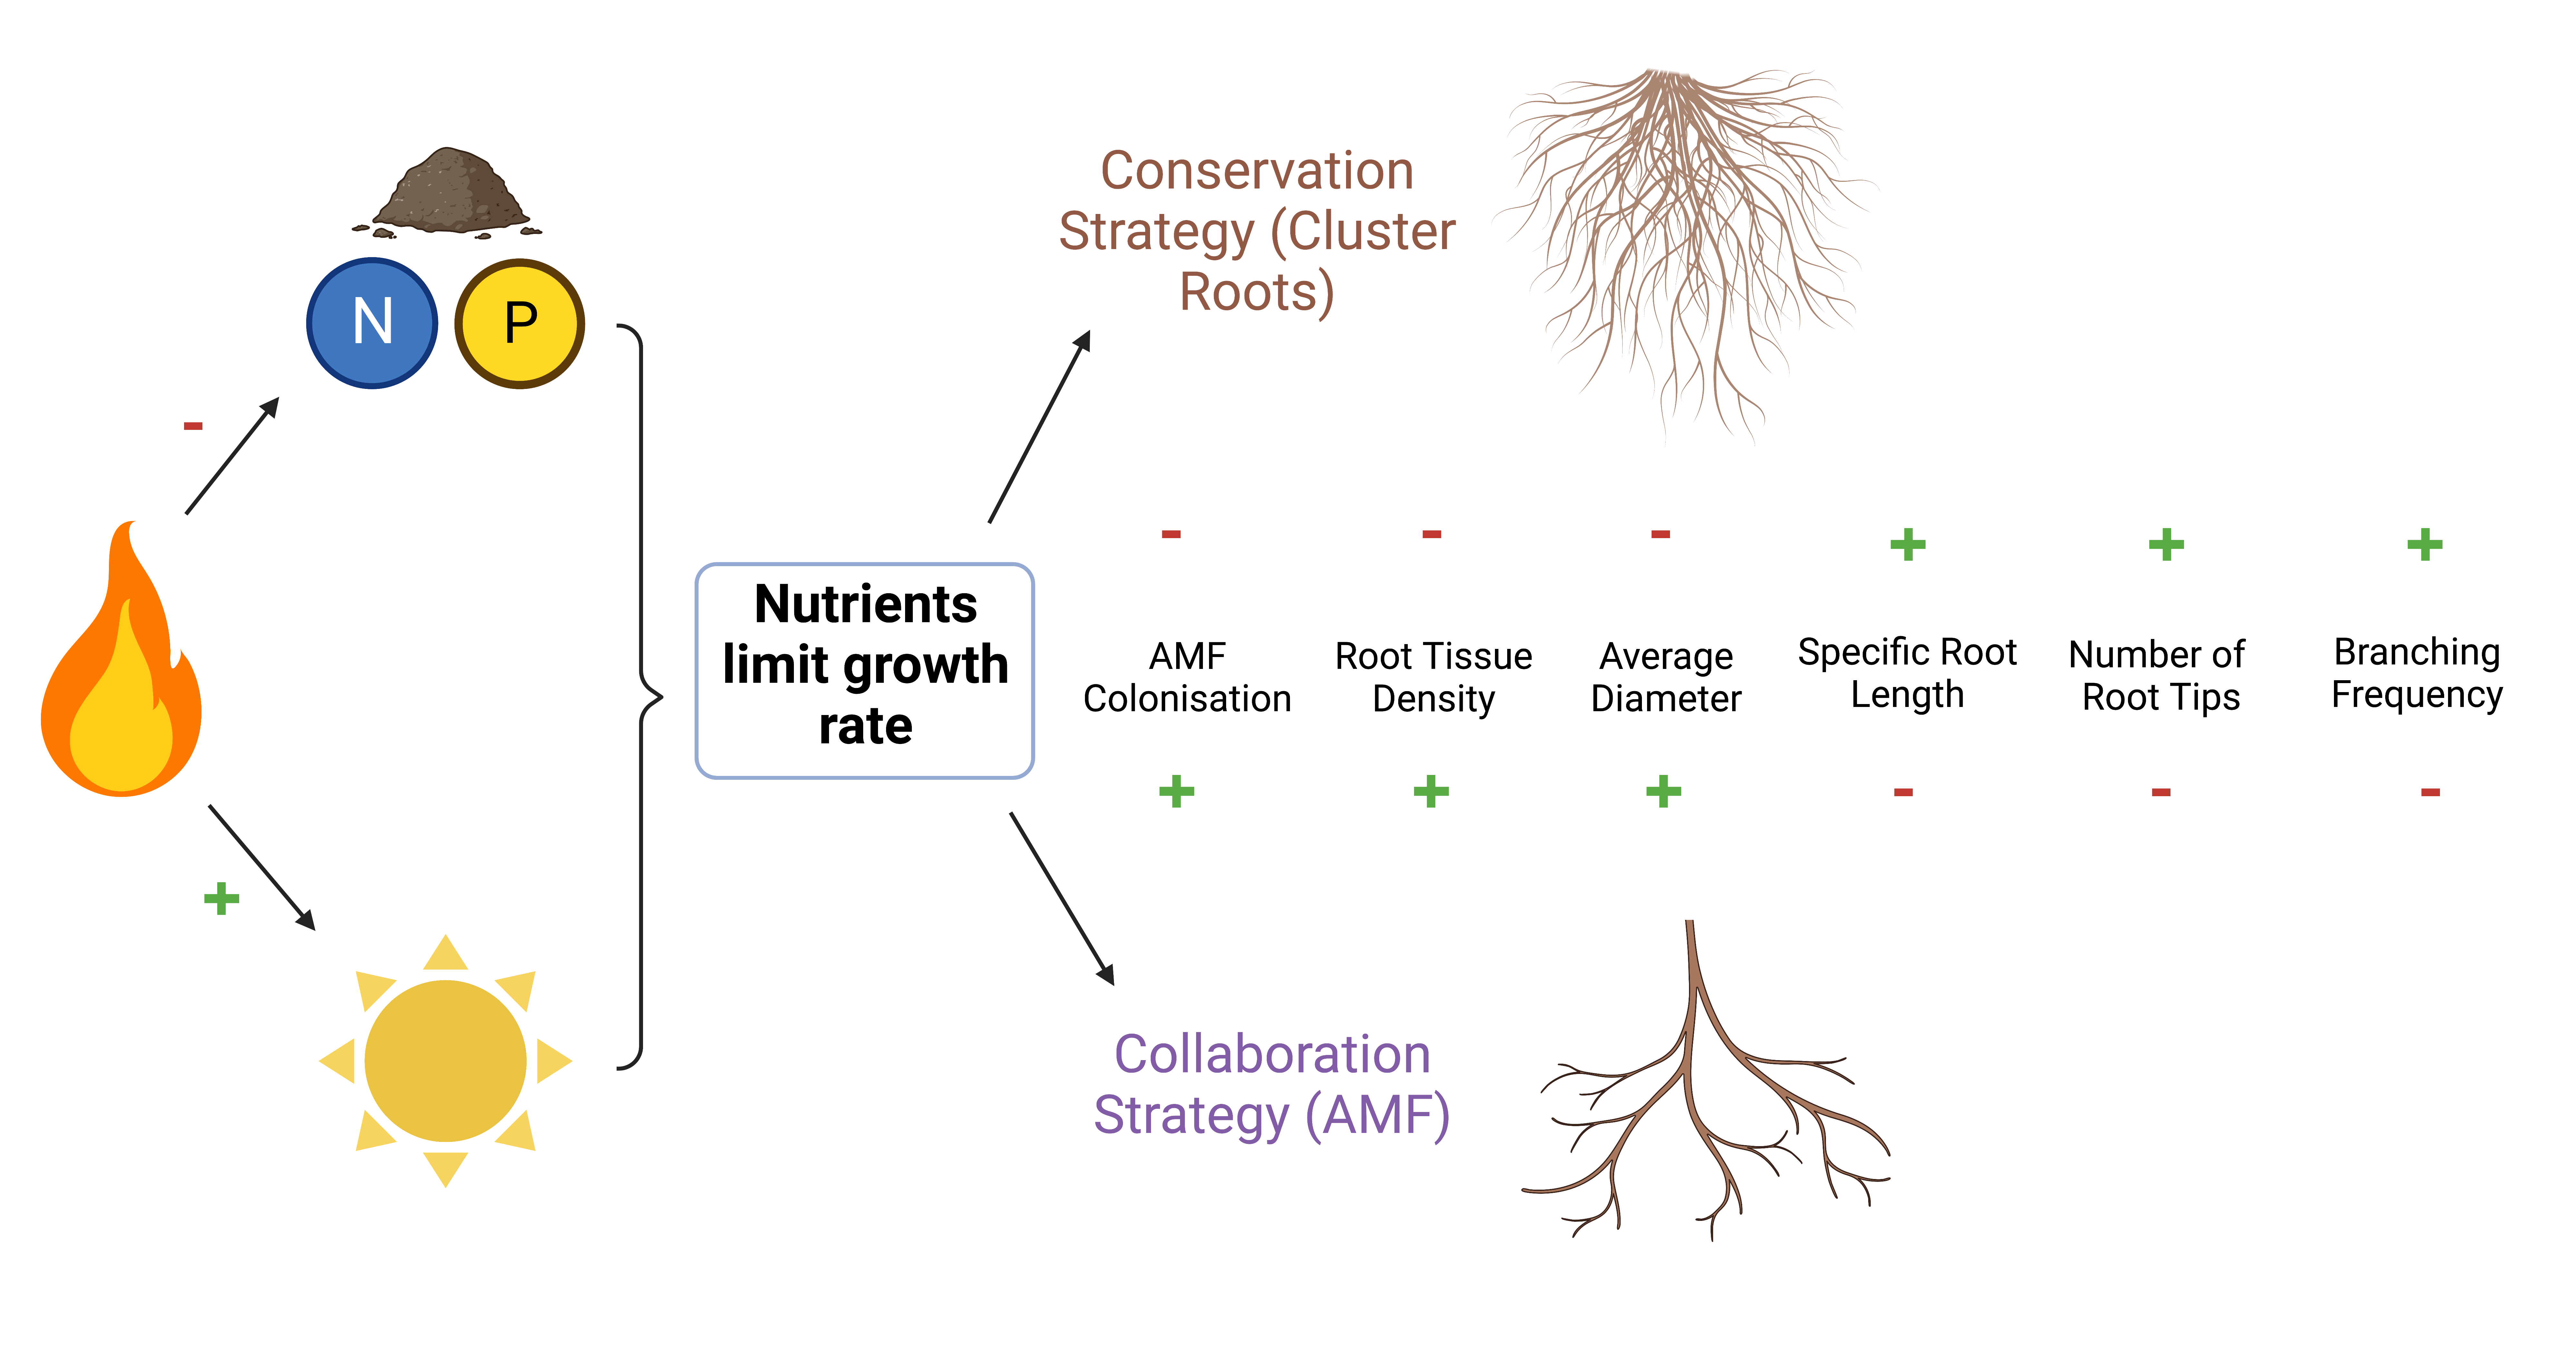 N
P
-
+
Nutrients
limit growth
rate
Conservation
Strategy (Cluster
Roots)
- - - + + +
AMF
Colonisation
Root Tissue
Density
Average
Diameter
Specific Root
Length
Number of
Root Tips
Branching
Frequency
+ + + - - -
Collaboration
Strategy (AMF)